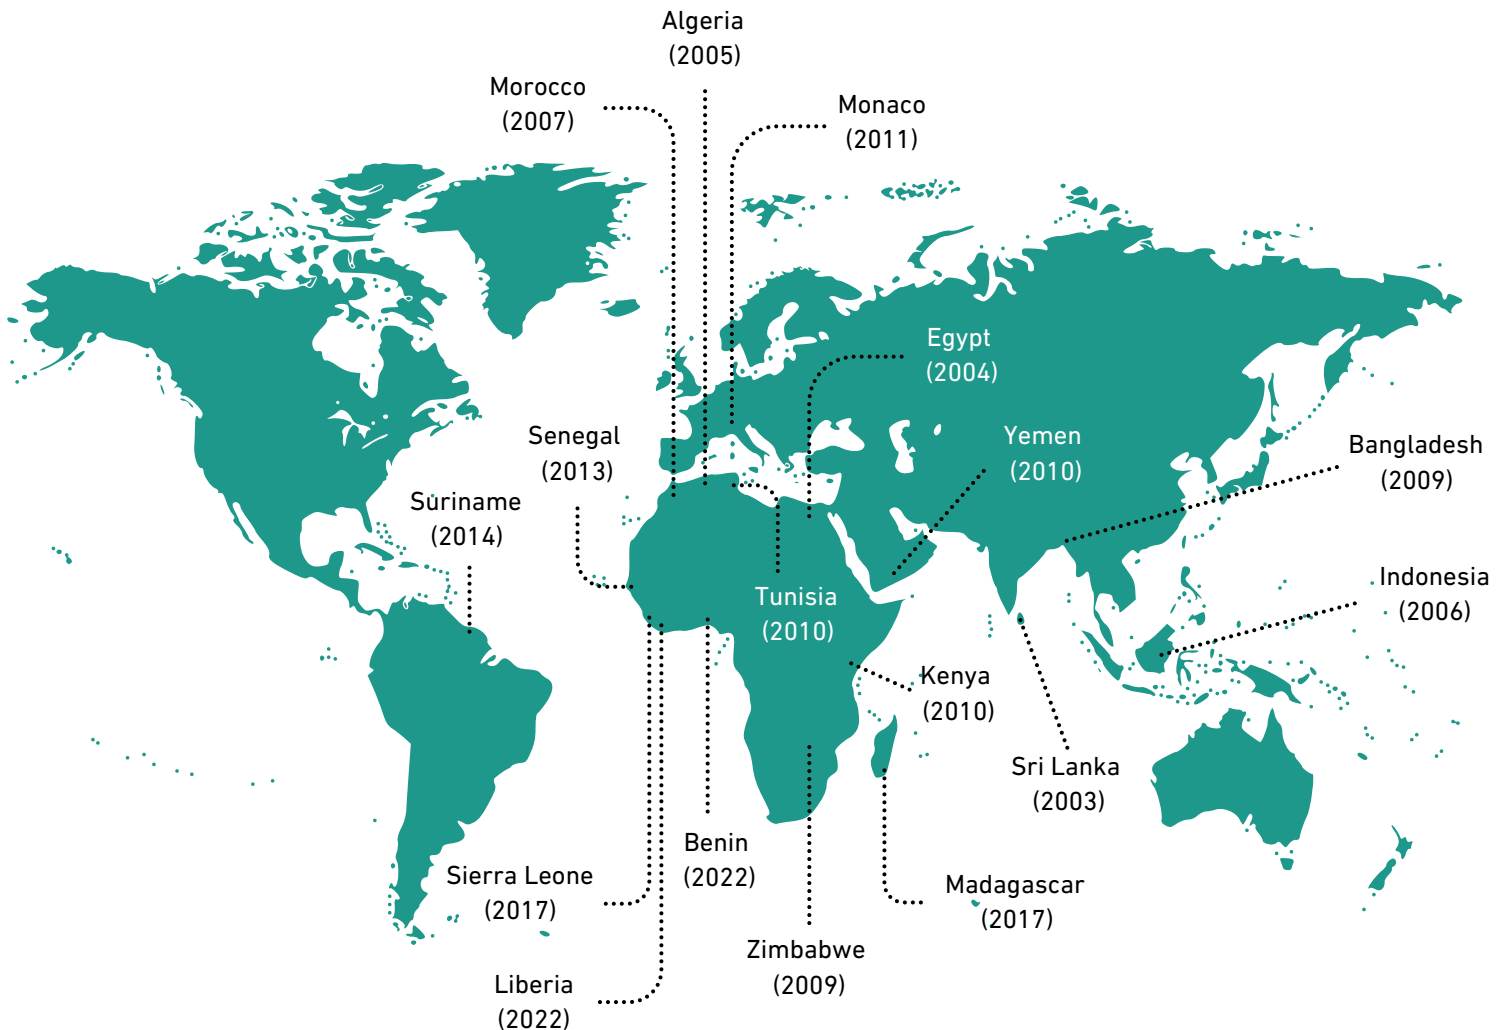 Algeria
(2005)
Morocco
(2007)
Monaco
(2011)
Egypt
(2004)
Senegal
(2013)
Yemen
(2010)
Bangladesh
(2009)
Suriname
(2014)
Indonesia
(2006)
Tunisia
(2010)
Kenya
(2010)
Sri Lanka
(2003)
Benin
(2022)
Sierra Leone
(2017)
Madagascar
(2017)
Zimbabwe
(2009)
Liberia
(2022)